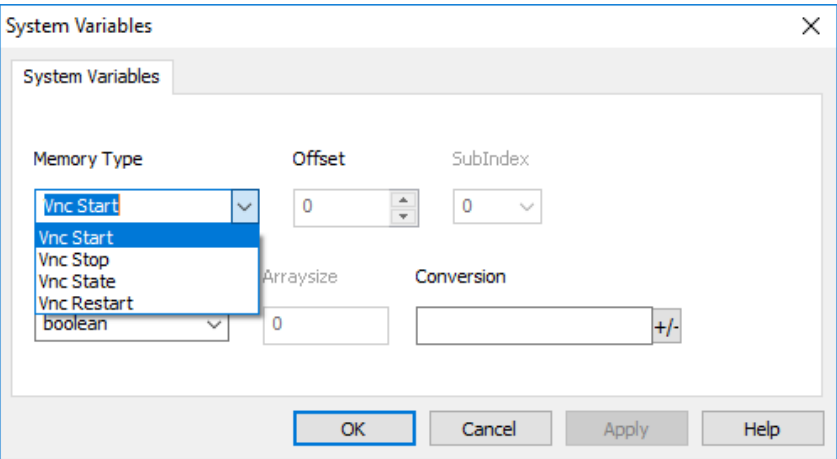 System Variables
System Variables
Memory Type Offset SubIndex
Vnc Start 0 0
Vnc Start
Vnc Stop
Vnc State
Vnc Restart
Arraysize Conversion
boolean 0 +/-
OK Cancel Apply Help